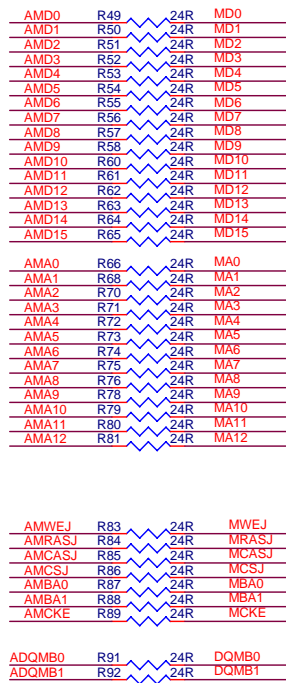 AMD0 R49 24R MD0
AMD1 R50 24R MD1
AMD2 R51 24R MD2
AMD3 R52 24R MD3
AMD4 R53 24R MD4
AMD5 R54 24R MD5
AMD6 R55 24R MD6
AMD7 R56 24R MD7
AMD8 R57 24R MD8
AMD9 R58 24R MD9
AMD10 R60 24R MD10
AMD11 R61 24R MD11
AMD12 R62 24R MD12
AMD13 R63 24R MD13
AMD14 R64 24R MD14
AMD15 R65 24R MD15
AMA0 R66 24R MA0
AMA1 R68 24R MA1
AMA2 R70 24R MA2
AMA3 R71 24R MA3
AMA4 R72 24R MA4
AMA5 R73 24R MA5
AMA6 R74 24R MA6
AMA7 R75 24R MA7
AMA8 R76 24R MA8
AMA9 R78 24R MA9
AMA10 R79 24R MA10
AMA11 R80 24R MA11
AMA12 R81 24R MA12
AMWEJ R83 24R MWEJ
AMRASJ R84 24R MRASJ
AMCASJ R85 24R MCASJ
AMCSJ R86 24R MCSJ
AMBA0 R87 24R MBA0
AMBA1 R88 24R MBA1
AMCKE R89 24R MCKE
ADQMB0 R91 24R DQMB0
ADQMB1 R92 24R DQMB1